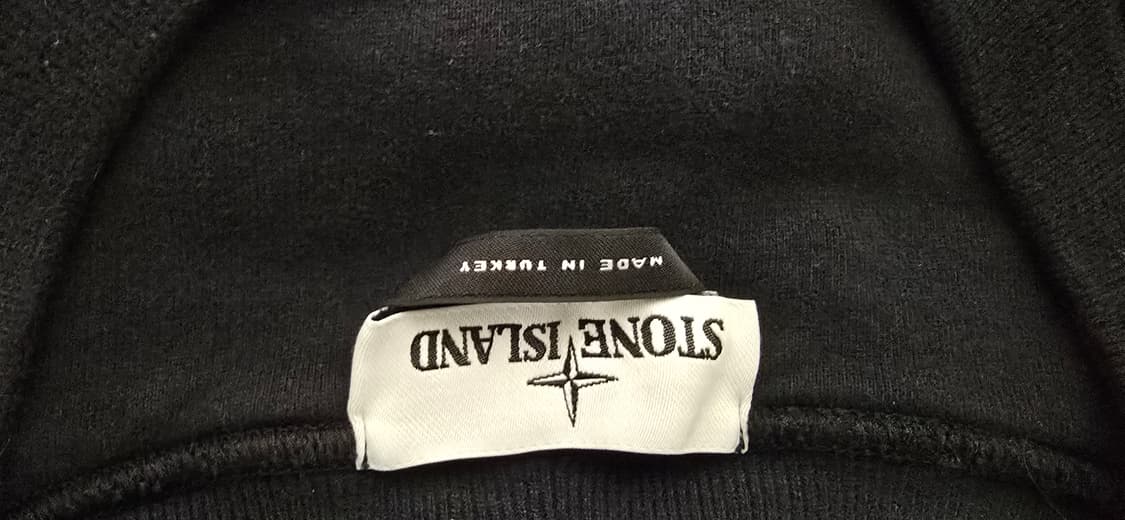 STONE ISLAND
MADE IN TURKEY